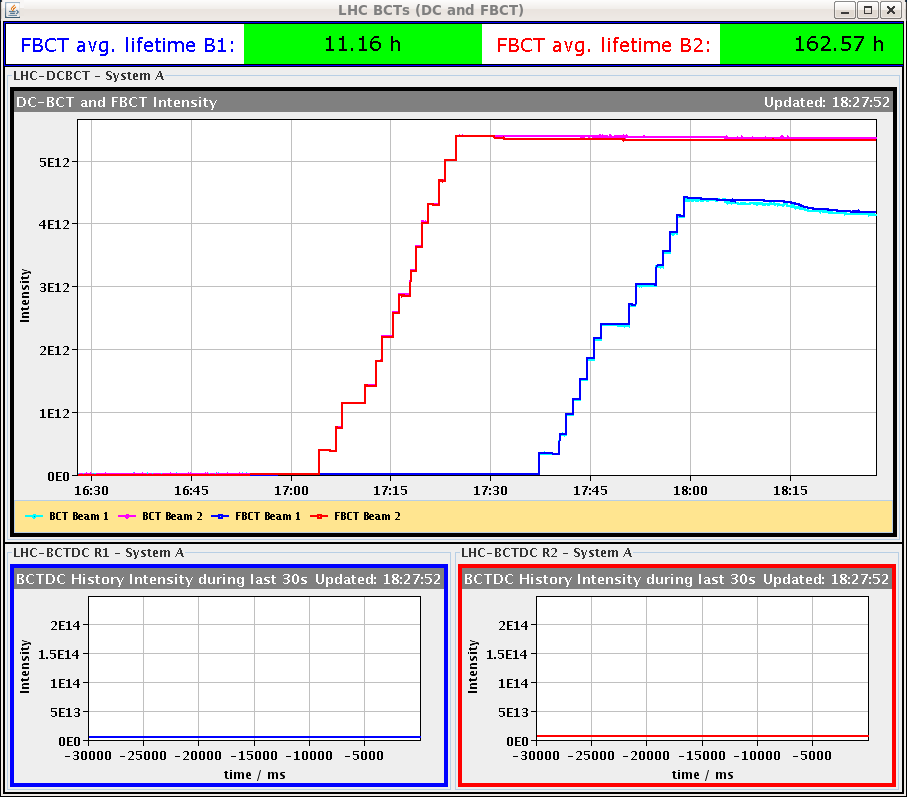 LHC BCTs (DC and FBCT)
FBCT avg. lifetime B1: 11.16 h FBCT avg. lifetime B2: 162.57 h
LHC-DCBCT - System A
DC-BCT and FBCT Intensity Updated: 18:27:52
5E12
4E12
3E12
2E12
1E12
0E0
Intensity
16:30 16:45 17:00 17:15 17:30 17:45 18:00 18:15
BCT Beam 1 BCT Beam 2 FBCT Beam 1 FBCT Beam 2
LHC-BCTDC R1 - System A
BCTDC History Intensity during last 30s Updated: 18:27:52
2E14
1.5E14
1E14
5E13
0E0
Intensity
-30000 -25000 -20000 -15000 -10000 -5000
time / ms
LHC-BCTDC R2 - System A
BCTDC History Intensity during last 30s Updated: 18:27:52
2E14
1.5E14
1E14
5E13
0E0
Intensity
-30000 -25000 -20000 -15000 -10000 -5000
time / ms